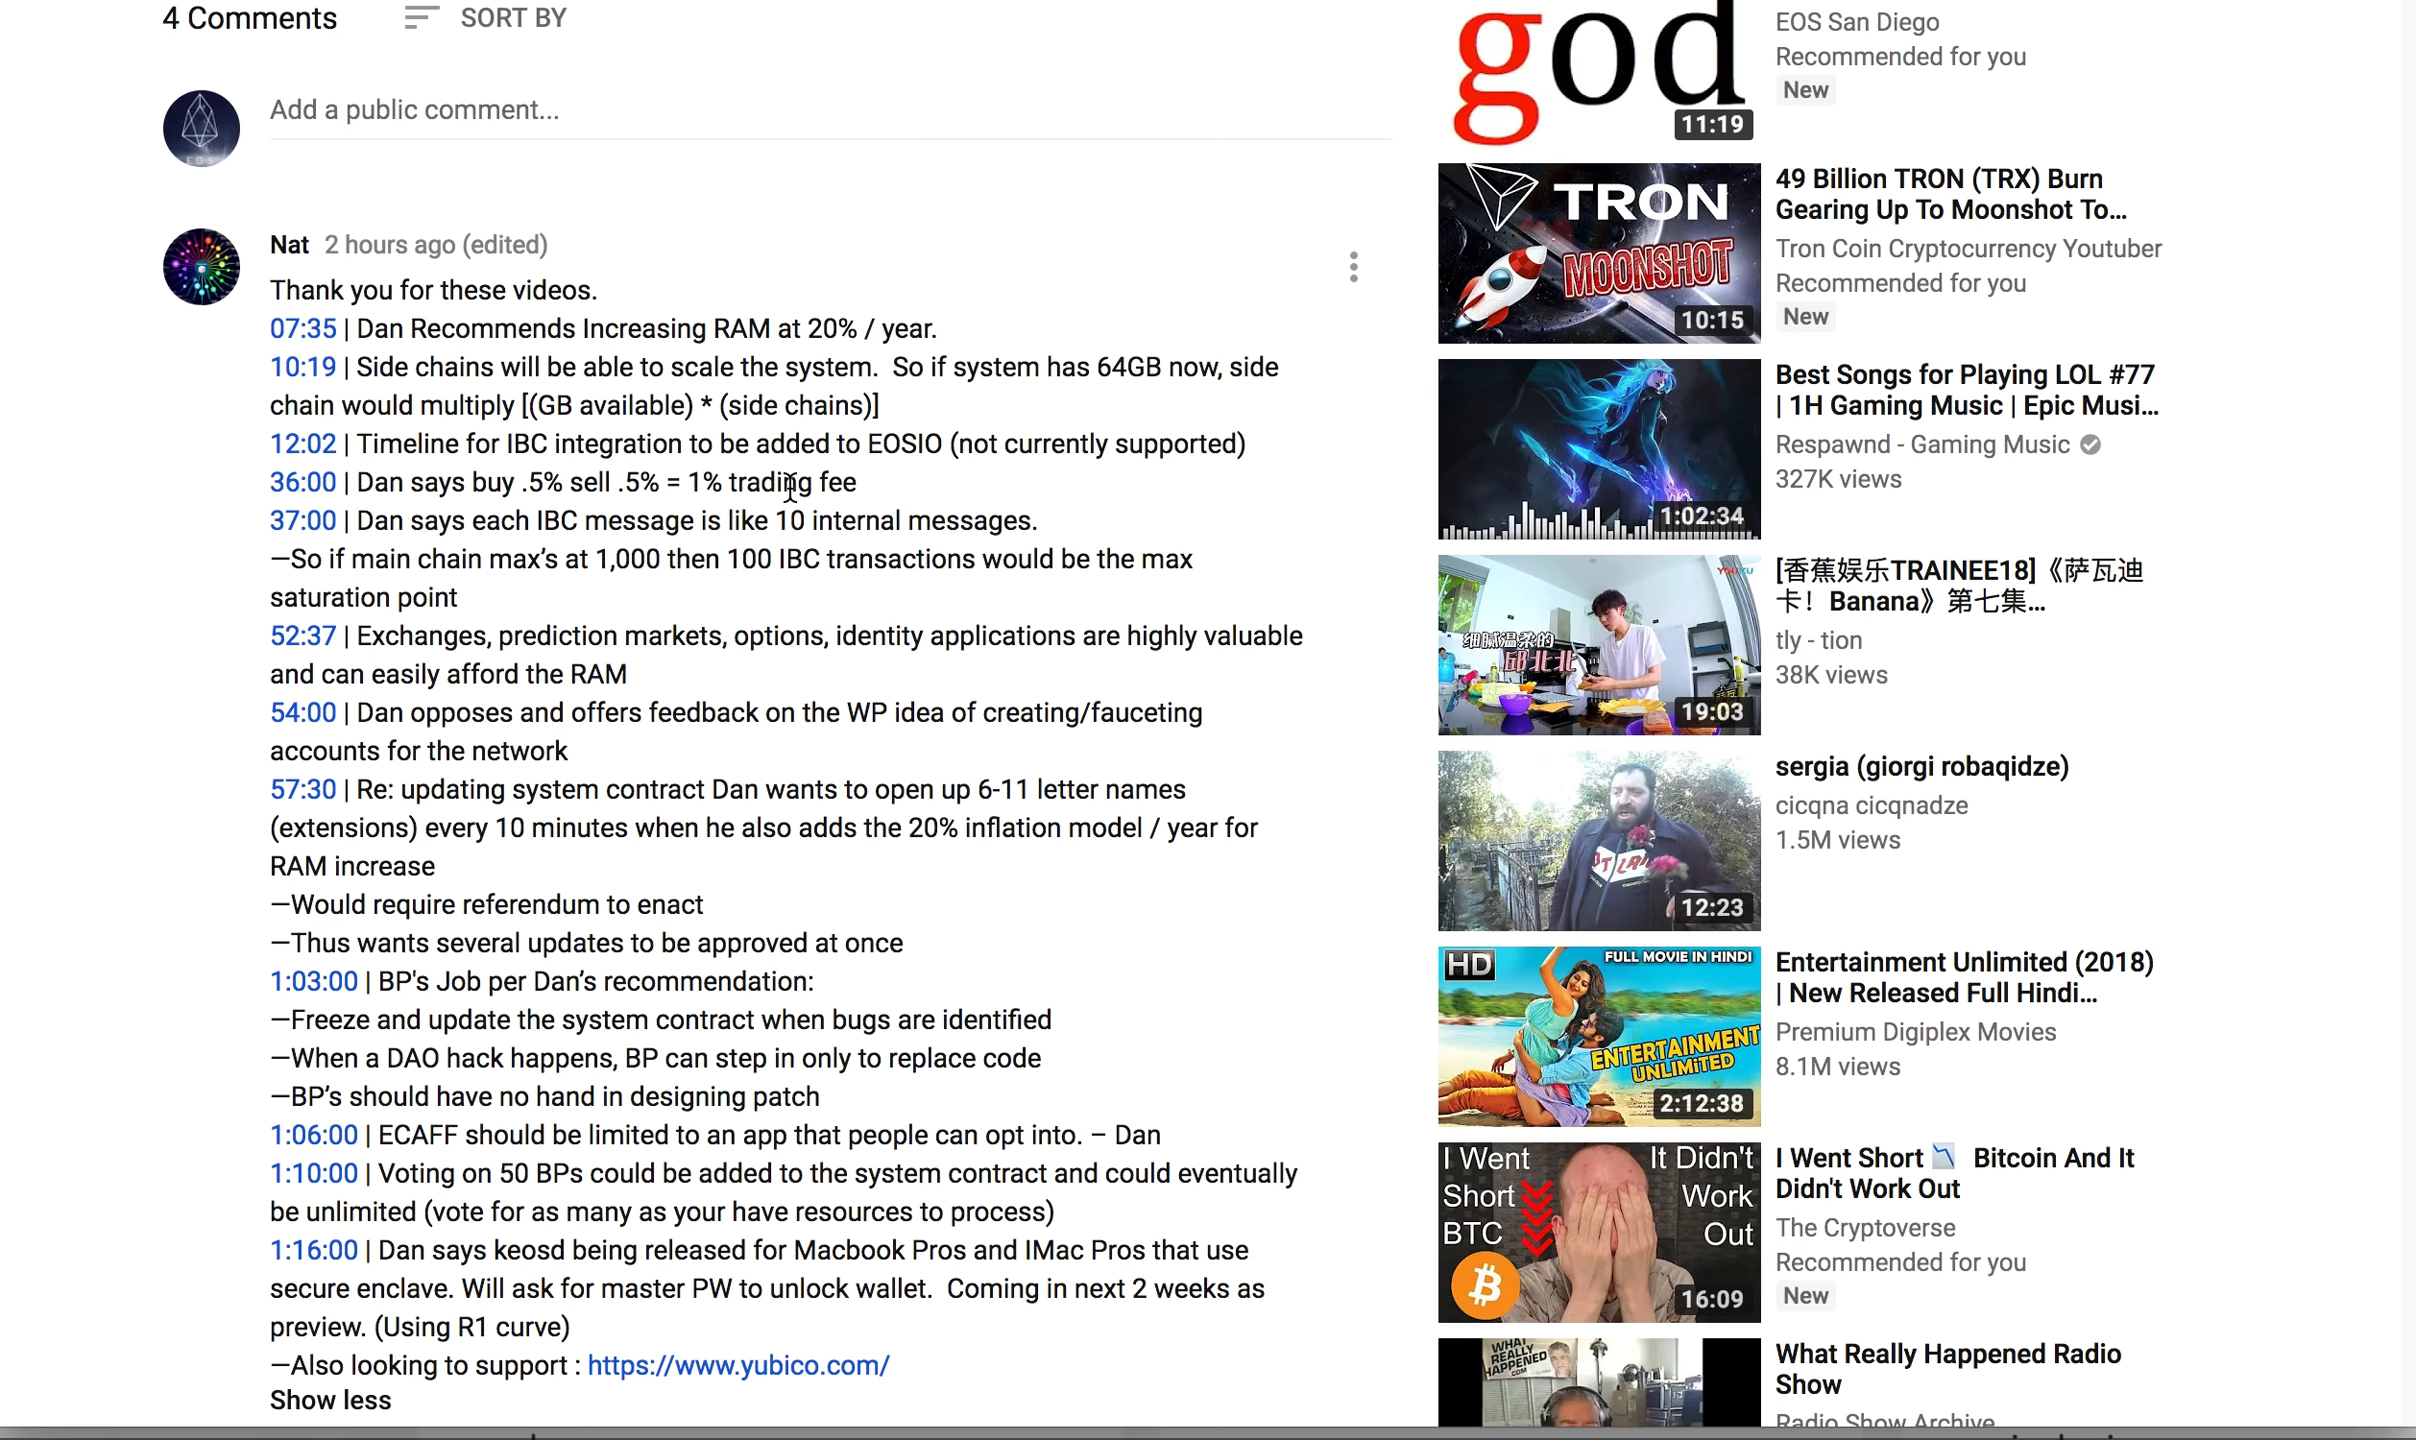 4 Comments
SORT BY
Add a public comment...
EOS
Nat 2 hours ago (edited)
Thank you for these videos.
07:35 | Dan Recommends Increasing RAM at 20% / year.
10:19 | Side chains will be able to scale the system.  So if system has 64GB now, side
chain would multiply [(GB available) * (side chains)]
12:02 | Timeline for IBC integration to be added to EOSIO (not currently supported)
36:00 | Dan says buy .5% sell .5% = 1% trading fee
37:00 | Dan says each IBC message is like 10 internal messages.
—So if main chain max’s at 1,000 then 100 IBC transactions would be the max
saturation point
52:37 | Exchanges, prediction markets, options, identity applications are highly valuable
and can easily afford the RAM
54:00 | Dan opposes and offers feedback on the WP idea of creating/fauceting
accounts for the network
57:30 | Re: updating system contract Dan wants to open up 6-11 letter names
(extensions) every 10 minutes when he also adds the 20% inflation model / year for
RAM increase
—Would require referendum to enact
—Thus wants several updates to be approved at once
1:03:00 | BP's Job per Dan’s recommendation:
—Freeze and update the system contract when bugs are identified
—When a DAO hack happens, BP can step in only to replace code
—BP’s should have no hand in designing patch
1:06:00 | ECAFF should be limited to an app that people can opt into. – Dan
1:10:00 | Voting on 50 BPs could be added to the system contract and could eventually
be unlimited (vote for as many as your have resources to process)
1:16:00 | Dan says keosd being released for Macbook Pros and IMac Pros that use
secure enclave. Will ask for master PW to unlock wallet.  Coming in next 2 weeks as
preview. (Using R1 curve)
—Also looking to support : https://www.yubico.com/
Show less
god
11:19
EOS San Diego
Recommended for you
New
TRON
MOONSHOT
10:15
49 Billion TRON (TRX) Burn
Gearing Up To Moonshot To...
Tron Coin Cryptocurrency Youtuber
Recommended for you
New
1:02:34
Best Songs for Playing LOL #77
| 1H Gaming Music | Epic Musi...
Respawnd - Gaming Music
327K views
YOUKU
细腻温柔的
邱北北
19:03
[香蕉娱乐TRAINEE18]《萨瓦迪
卡！Banana》第七集...
tly - tion
38K views
12:23
sergia (giorgi robaqidze)
cicqna cicqnadze
1.5M views
HD
FULL MOVIE IN HINDI
ENTERTAINMENT
UNLIMITED
2:12:38
Entertainment Unlimited (2018)
| New Released Full Hindi...
Premium Digiplex Movies
8.1M views
I Went It Didn't
Short Work
BTC Out
16:09
I Went Short 📉 Bitcoin And It
Didn't Work Out
The Cryptoverse
Recommended for you
New
WHAT
REALLY
HAPPENED
.COM
What Really Happened Radio
Show
Radio Show Archive